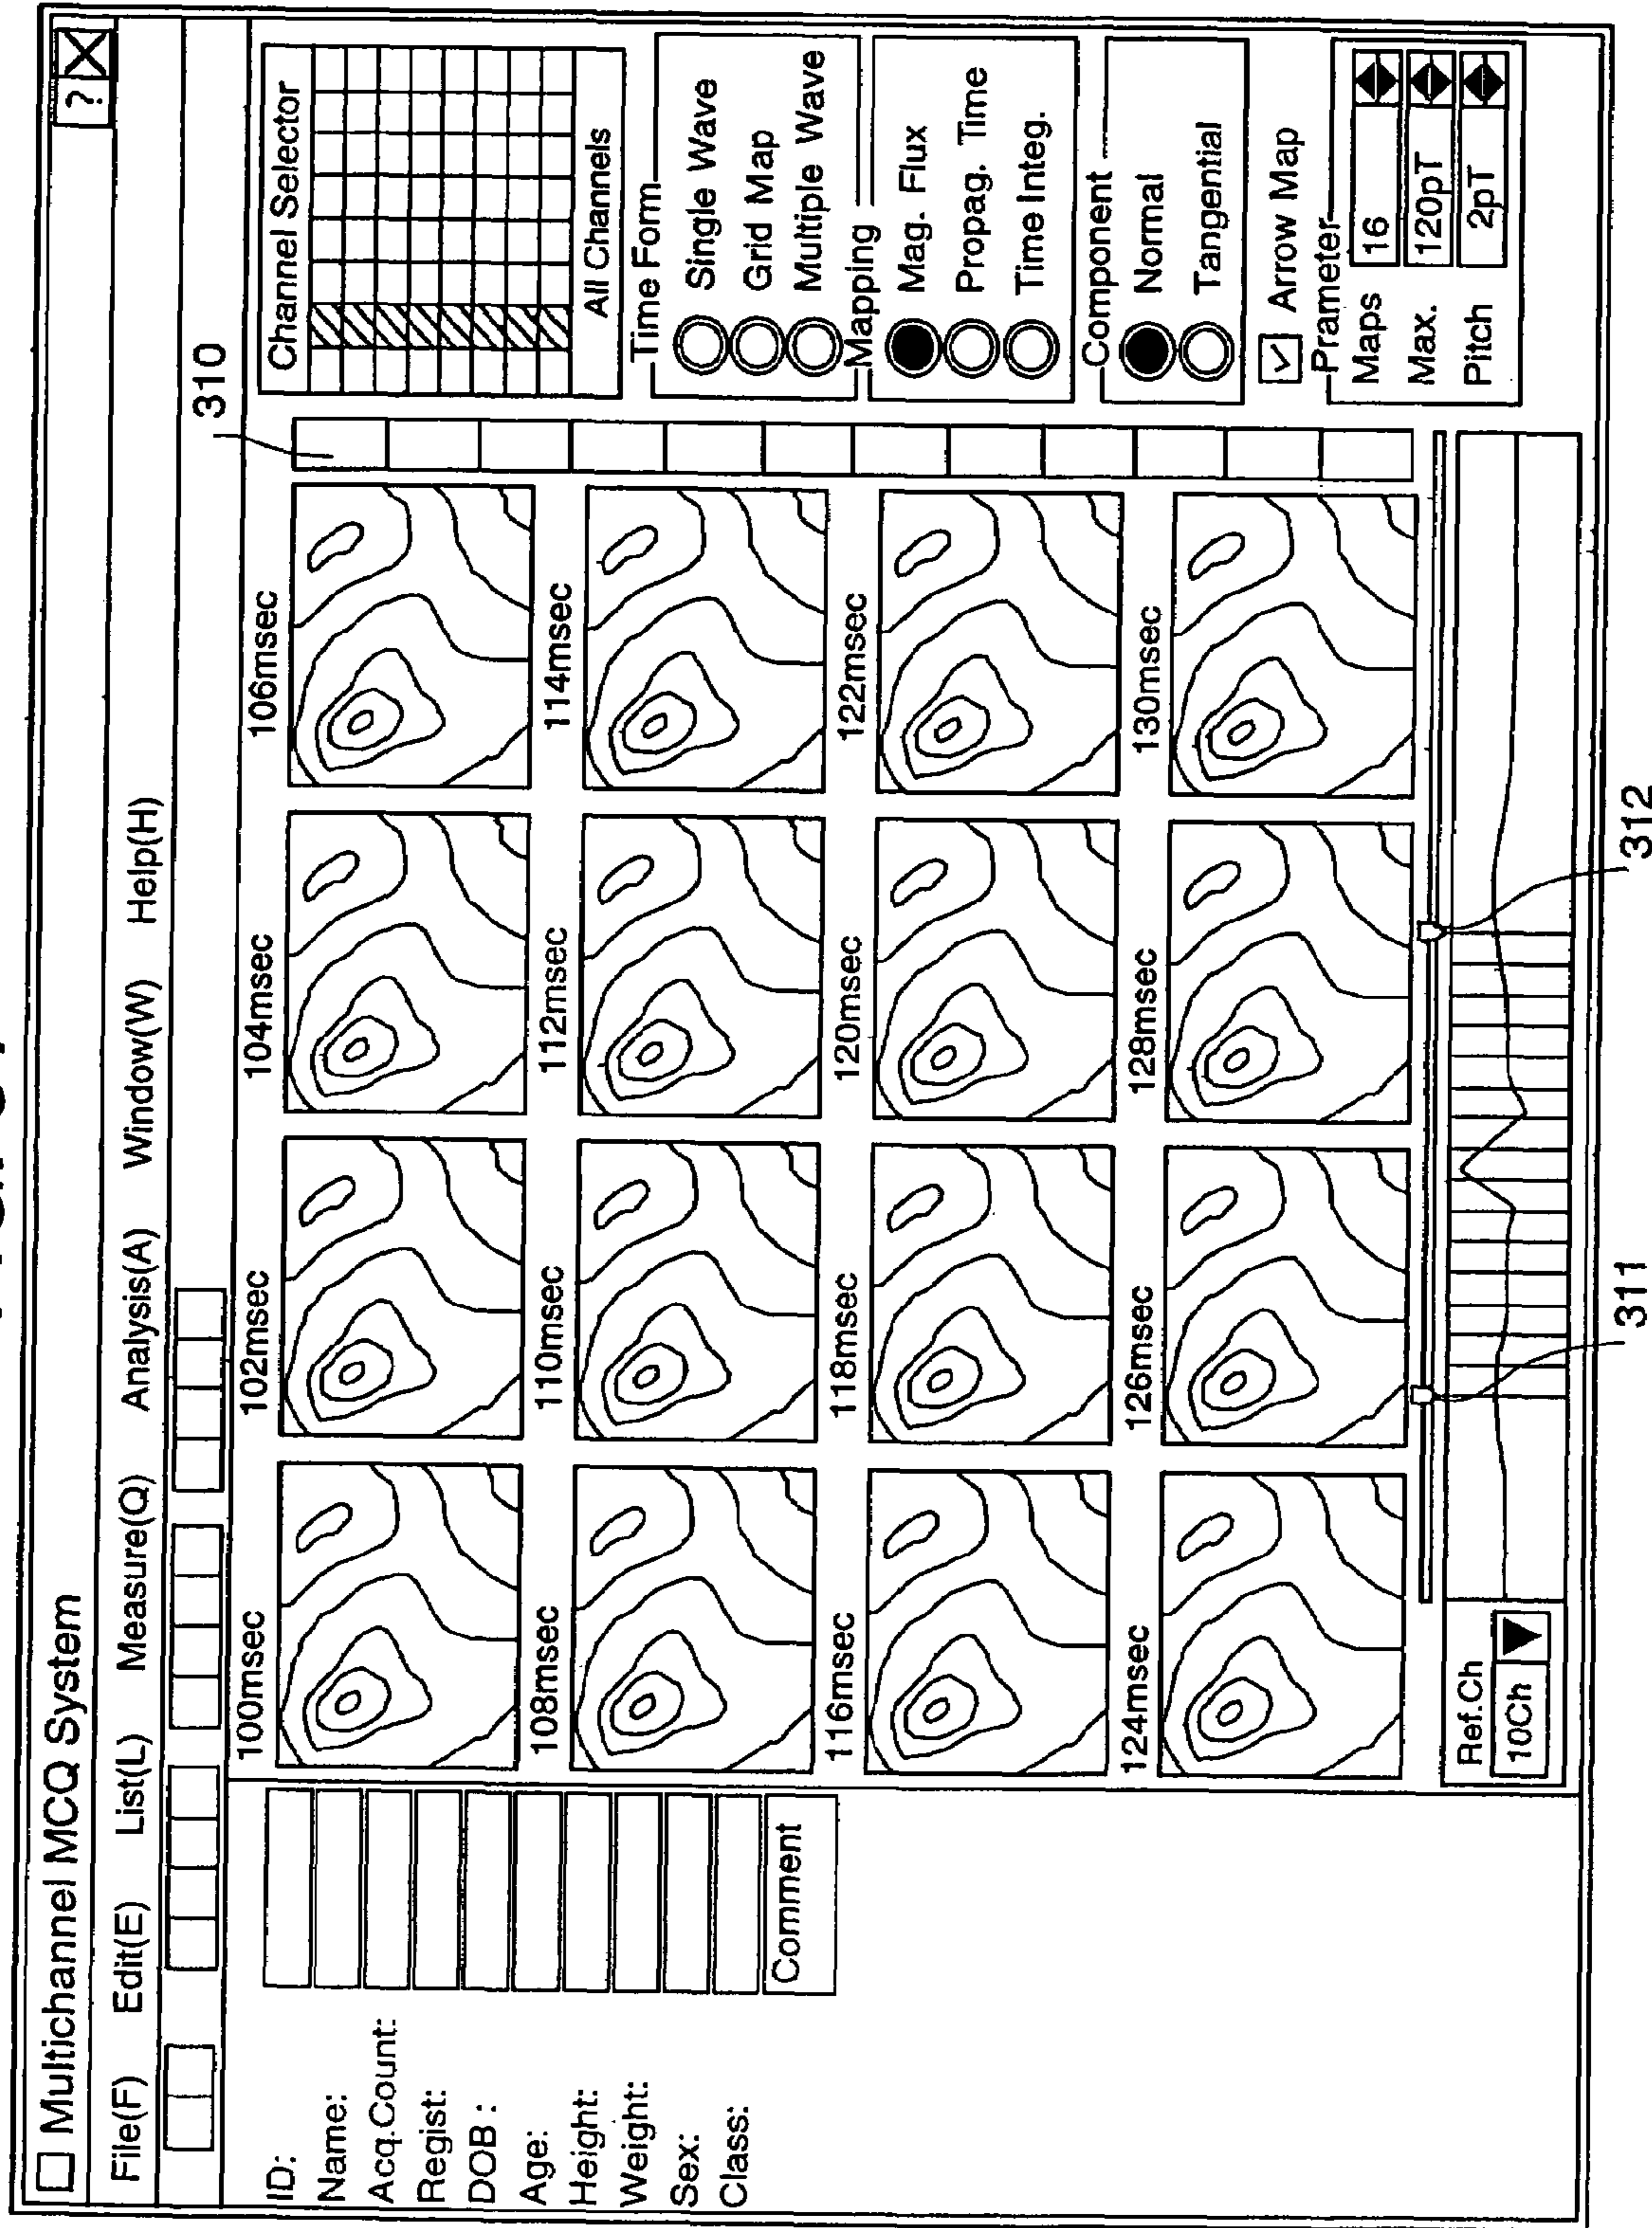 Multichannel MCQ System
? X
File(F) Edit(E) List(L) Measure(Q) Analysis(A) Window(W) Help(H)
310
ID:
Name:
Acq.Count:
Regist:
DOB :
Age:
Height:
Weight:
Sex:
Class:
Comment
100msec 102msec 104msec 106msec
108msec 110msec 112msec 114msec
116msec 118msec 120msec 122msec
124msec 126msec 128msec 130msec
Ref.Ch
10Ch
311 312
Channel Selector
All Channels
Time Form
Single Wave
Grid Map
Multiple Wave
Mapping
Mag. Flux
Propag. Time
Time Integ.
Component
Normal
Tangential
Arrow Map
Prameter
Maps 16
Max. 120pT
Pitch 2pT